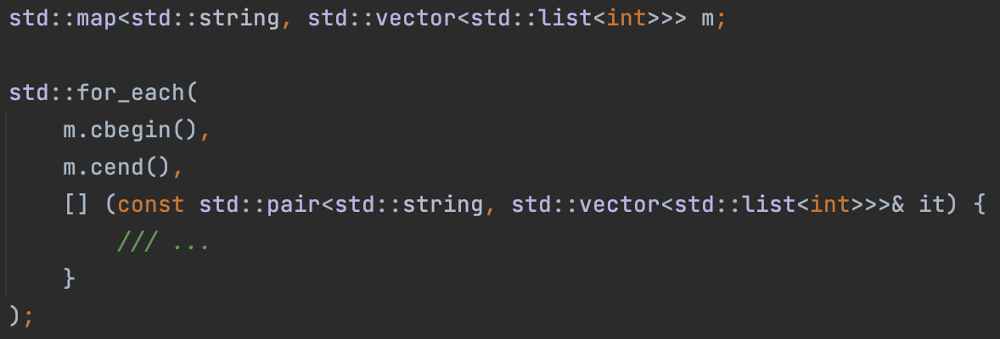 std::map<std::string, std::vector<std::list<int>>> m;

std::for_each(
    m.cbegin(),
    m.cend(),
    [] (const std::pair<std::string, std::vector<std::list<int>>>& it) {
        /// ...
    }
);